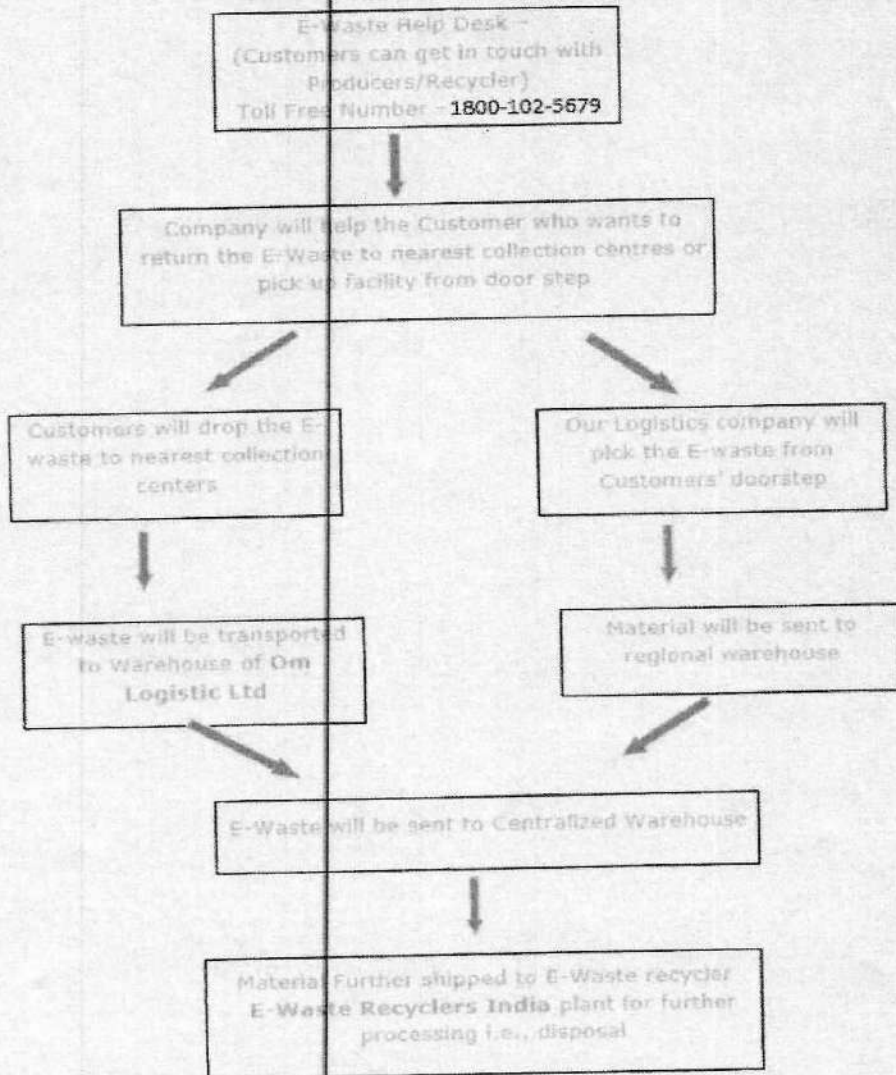 E-Waste Help Desk –
(Customers can get in touch with
Producers/Recycler)
Toll Free Number – 1800-102-5679
Company will help the Customer who wants to
return the E-Waste to nearest collection centres or
pick up facility from door step
Customers will drop the E-
waste to nearest collection
centers
Our Logistics company will
pick the E-waste from
Customers' doorstep
E-waste will be transported
to Warehouse of Om
Logistic Ltd
Material will be sent to
regional warehouse
E-Waste will be sent to Centralized Warehouse
Material Further shipped to E-Waste recycler
E-Waste Recyclers India plant for further
processing i.e., disposal